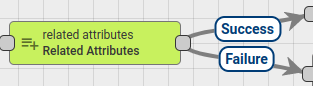 related attributes
Related Attributes
Success
Failure